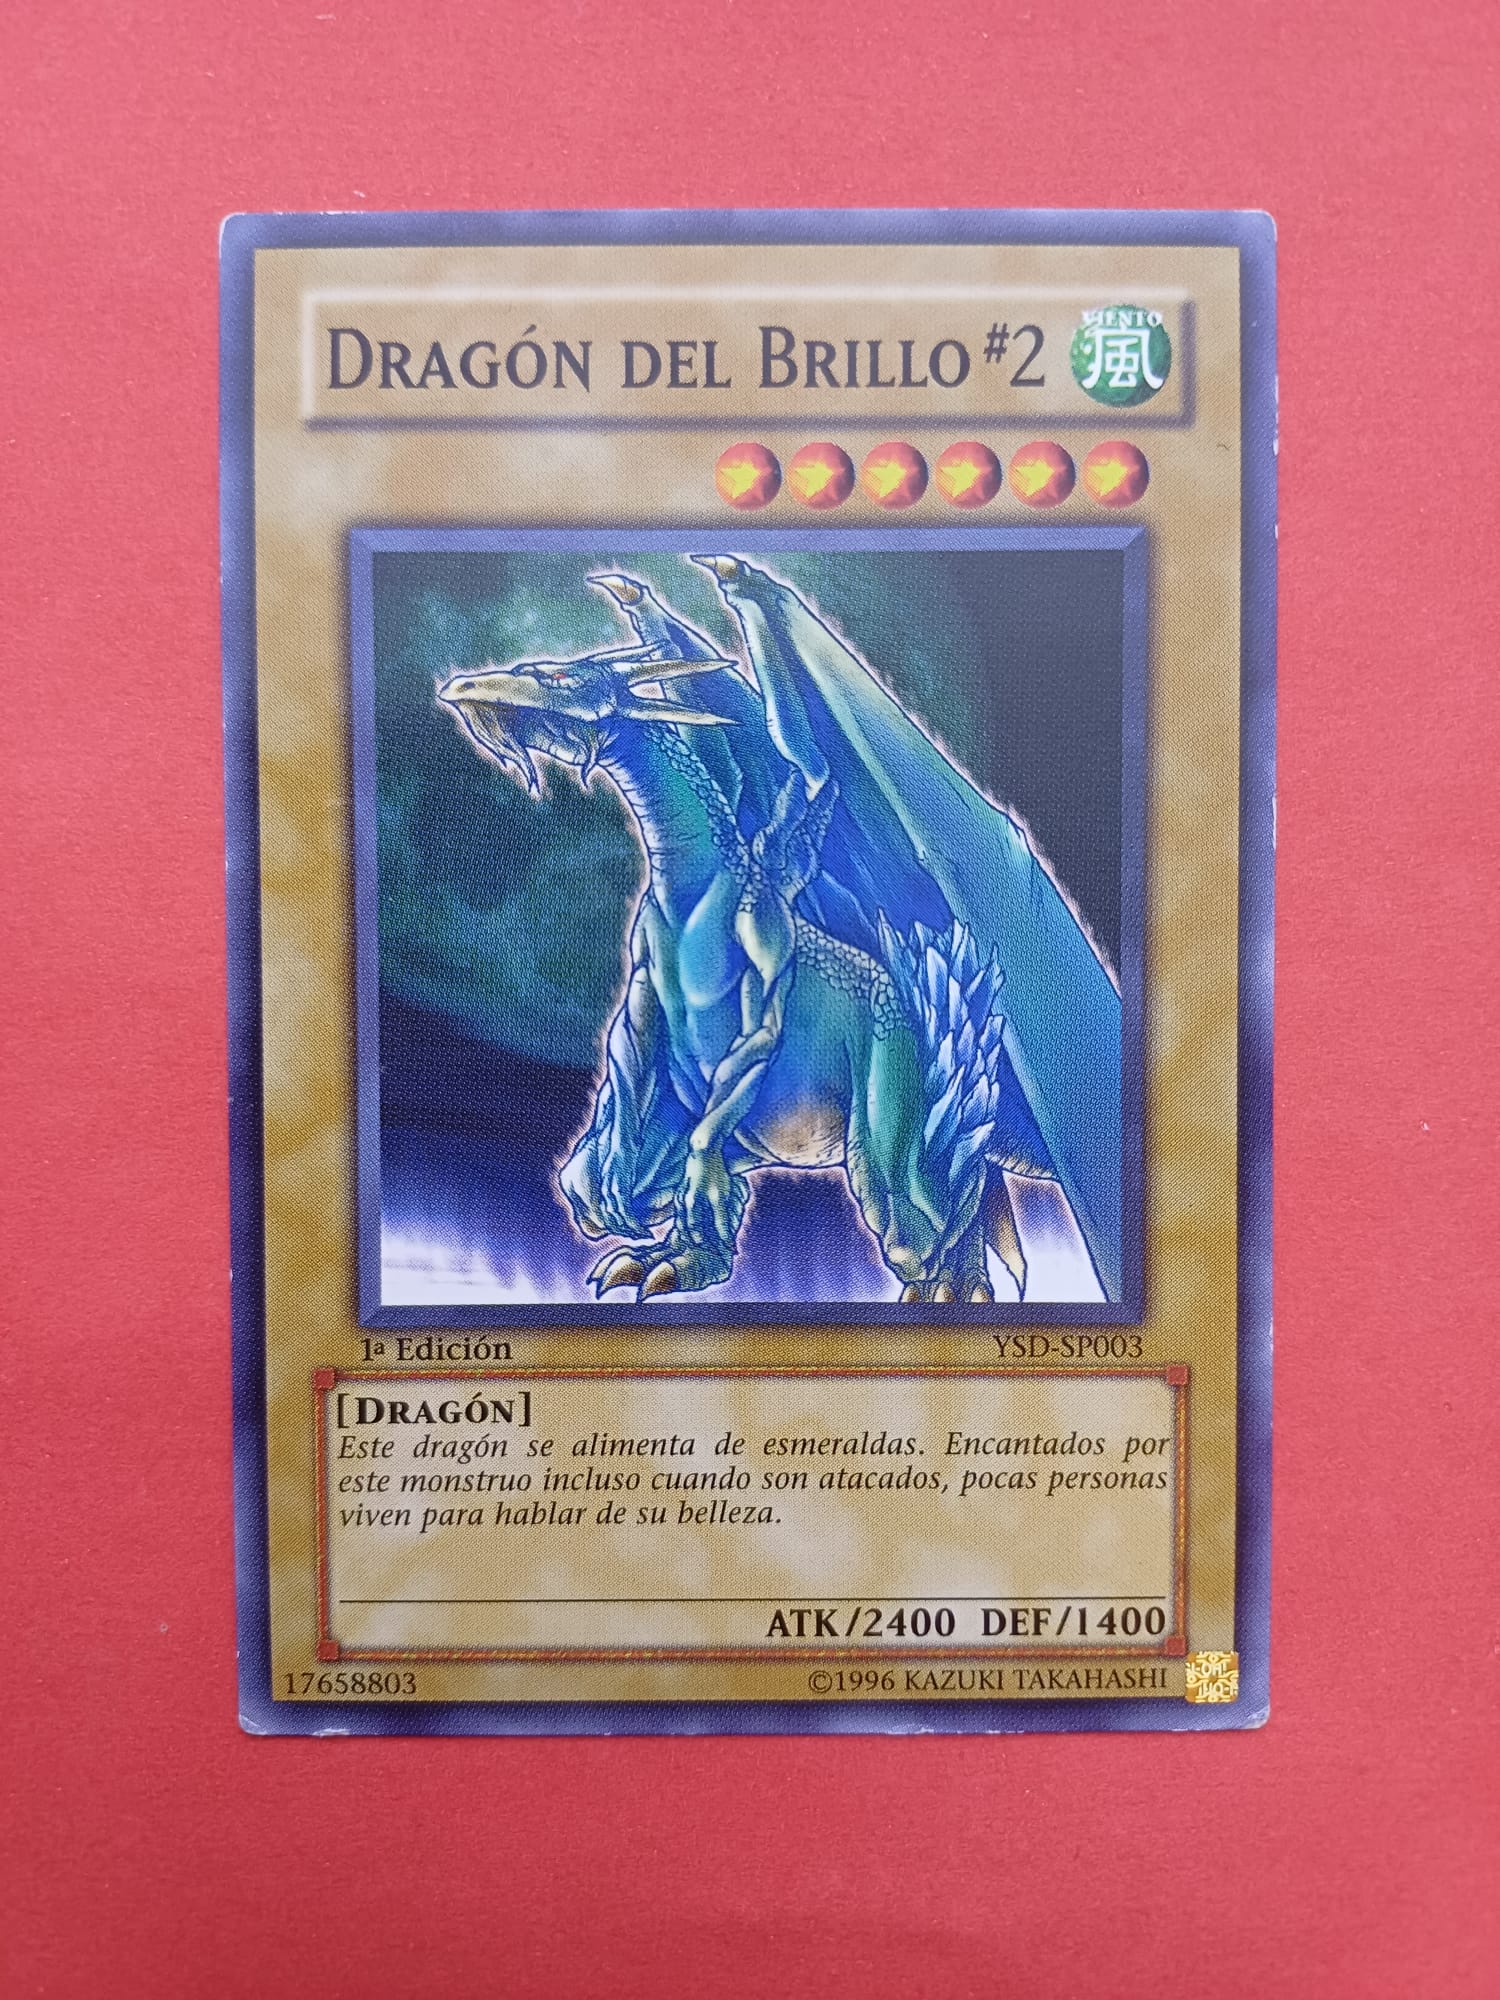 DRAGÓN DEL BRILLO #2
VIENTO
風
1ª Edición
YSD-SP003
[DRAGÓN]
Este dragón se alimenta de esmeraldas. Encantados por
este monstruo incluso cuando son atacados, pocas personas
viven para hablar de su belleza.
ATK/2400 DEF/1400
17658803
©1996 KAZUKI TAKAHASHI